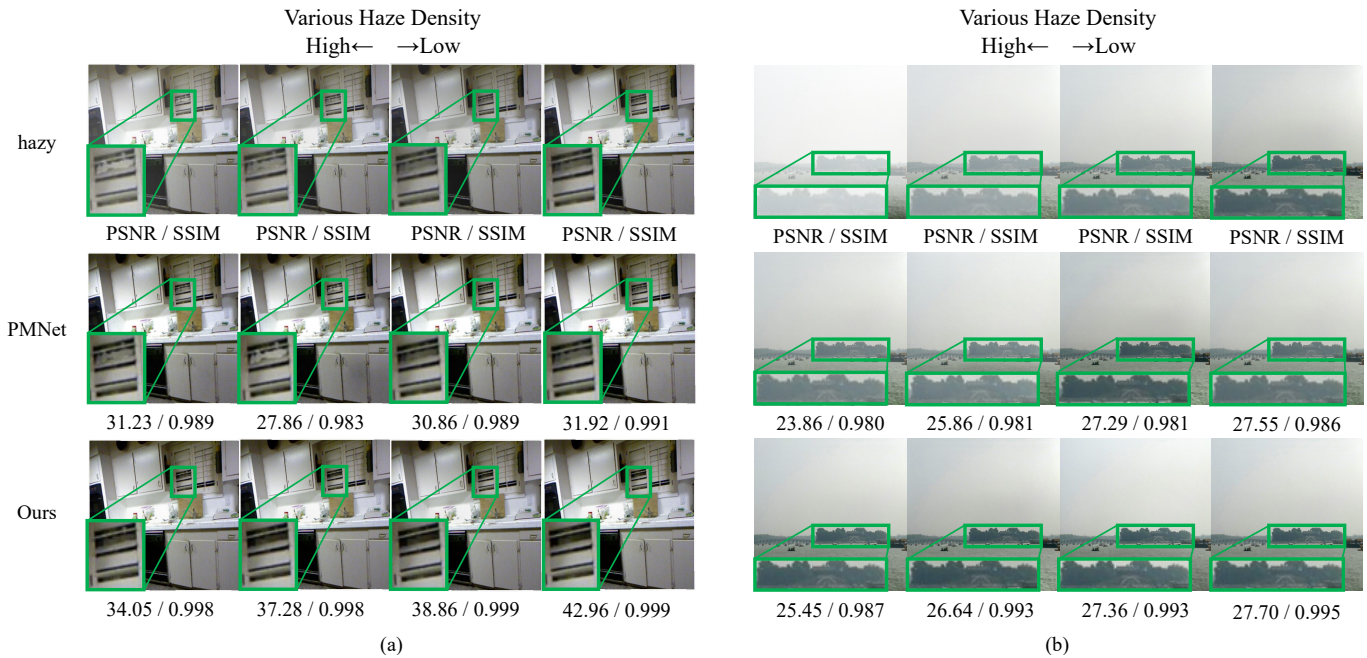 Various Haze Density
High← →Low
hazy
PSNR / SSIM PSNR / SSIM PSNR / SSIM PSNR / SSIM
PMNet
31.23 / 0.989 27.86 / 0.983 30.86 / 0.989 31.92 / 0.991
Ours
34.05 / 0.998 37.28 / 0.998 38.86 / 0.999 42.96 / 0.999
(a)
Various Haze Density
High← →Low
PSNR / SSIM PSNR / SSIM PSNR / SSIM PSNR / SSIM
23.86 / 0.980 25.86 / 0.981 27.29 / 0.981 27.55 / 0.986
25.45 / 0.987 26.64 / 0.993 27.36 / 0.993 27.70 / 0.995
(b)